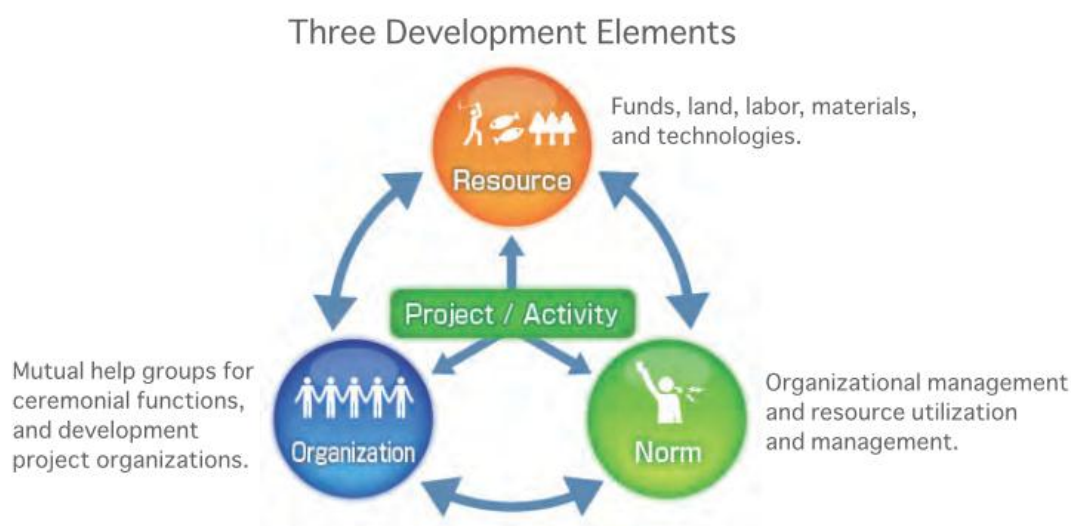 Three Development Elements
Resource
Funds, land, labor, materials,
and technologies.
Project / Activity
Mutual help groups for
ceremonial functions,
and development
project organizations.
Organization
Norm
Organizational management
and resource utilization
and management.